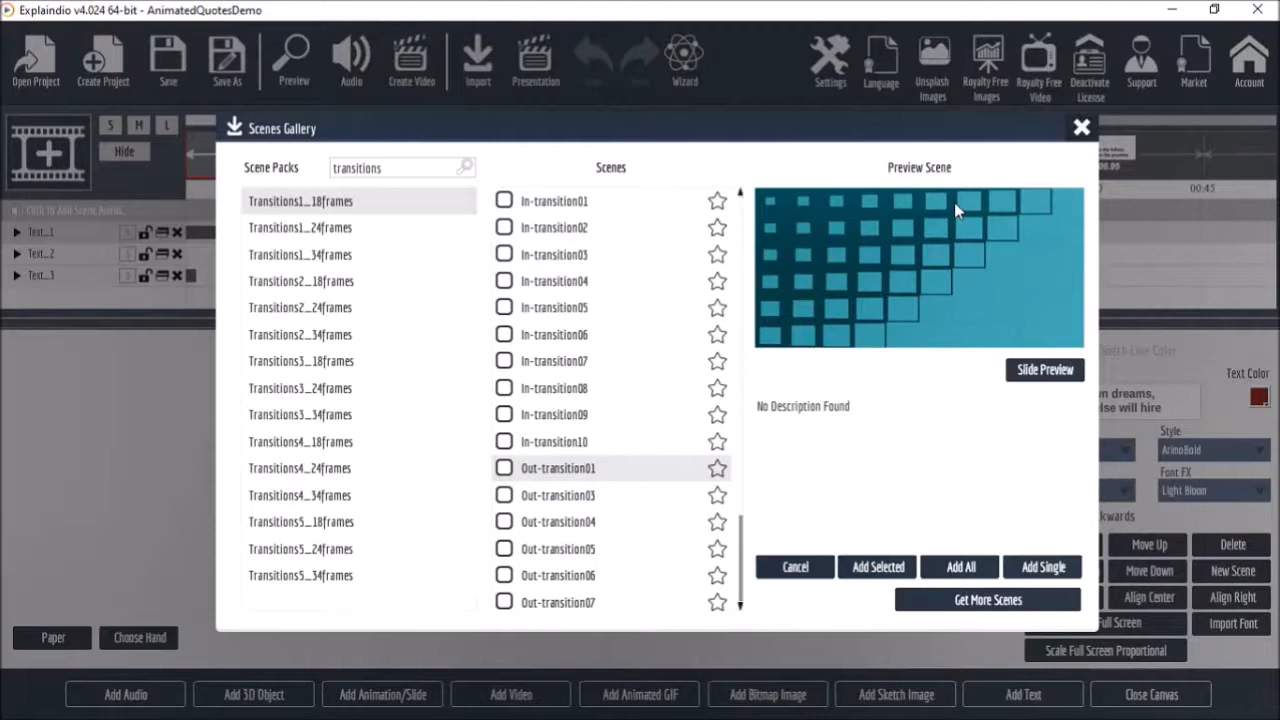 Explaindio v4.024 64-bit - AnimatedQuotesDemo
Open Project
Create Project
Save
Save As
Preview
Audio
Create Video
Import
Presentation
Wizard
Settings
Language
Unsplash Images
Royalty Free Images
Royalty Free Video
Deactivate License
Support
Market
Account
S M L
Hide
Scenes Gallery
00:45
Text_1
Text_2
Text_3
Scene Packs
transitions
Scenes
Preview Scene
Transitions1_18frames
Transitions1_24frames
Transitions1_34frames
Transitions2_18frames
Transitions2_24frames
Transitions2_34frames
Transitions3_18frames
Transitions3_24frames
Transitions3_34frames
Transitions4_18frames
Transitions4_24frames
Transitions4_34frames
Transitions5_18frames
Transitions5_24frames
Transitions5_34frames
In-transition01
In-transition02
In-transition03
In-transition04
In-transition05
In-transition06
In-transition07
In-transition08
In-transition09
In-transition10
Out-transition01
Out-transition03
Out-transition04
Out-transition05
Out-transition06
Out-transition07
Slide Preview
No Description Found
Cancel
Add Selected
Add All
Add Single
Get More Scenes
Line Color
Text Color
n dreams,
else will hire
Style
ArimoBold
Font FX
Light Bloom
kwards
Move Up
Delete
Move Down
New Scene
Align Center
Align Right
Full Screen
Import Font
Scale Full Screen Proportional
Paper
Choose Hand
Add Audio
Add 3D Object
Add Animation/Slide
Add Video
Add Animated GIF
Add Bitmap Image
Add Sketch Image
Add Text
Close Canvas